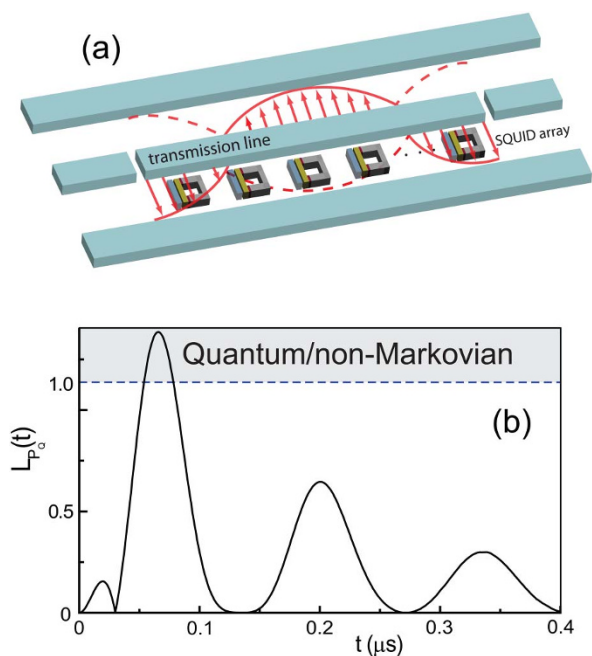 (a)
transmission line
SQUID array
Quantum/non-Markovian
1.0
(b)
L_{P_Q}(t)
0.5
0
0
0.1
0.2
0.3
0.4
t (μs)